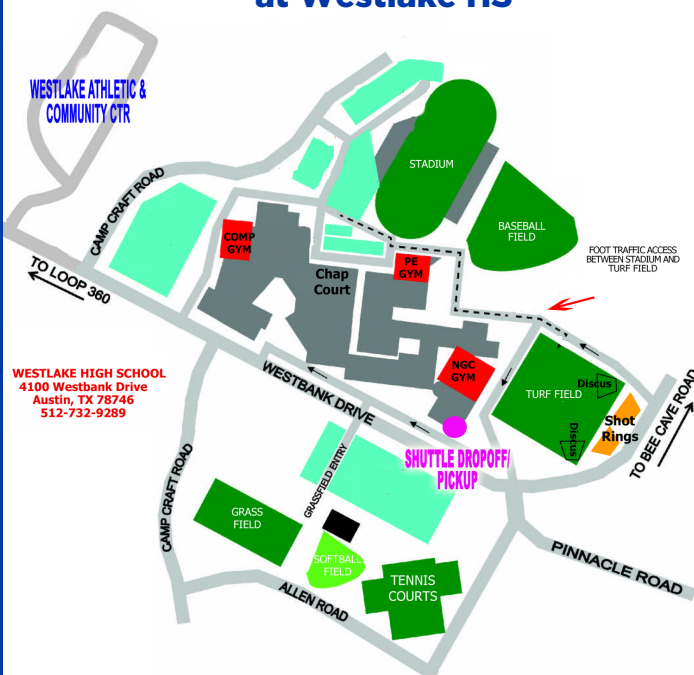 at Westlake HS
WESTLAKE ATHLETIC &
COMMUNITY CTR
STADIUM
CAMP CRAFT ROAD
BASEBALL
FIELD
COMP
GYM
FOOT TRAFFIC ACCESS
BETWEEN STADIUM AND
TURF FIELD
PE
GYM
Chap
Court
TO LOOP 360
WESTLAKE HIGH SCHOOL
4100 Westbank Drive
Austin, TX 78746
512-732-9289
WESTBANK DRIVE
NGC
GYM
TURF FIELD
Discus
Discus
Shot
Rings
TO BEE CAVE ROAD
SHUTTLE DROPOFF/
PICKUP
GRASSFIELD ENTRY
CAMP CRAFT ROAD
GRASS
FIELD
SOFTBALL
FIELD
TENNIS
COURTS
PINNACLE ROAD
ALLEN ROAD